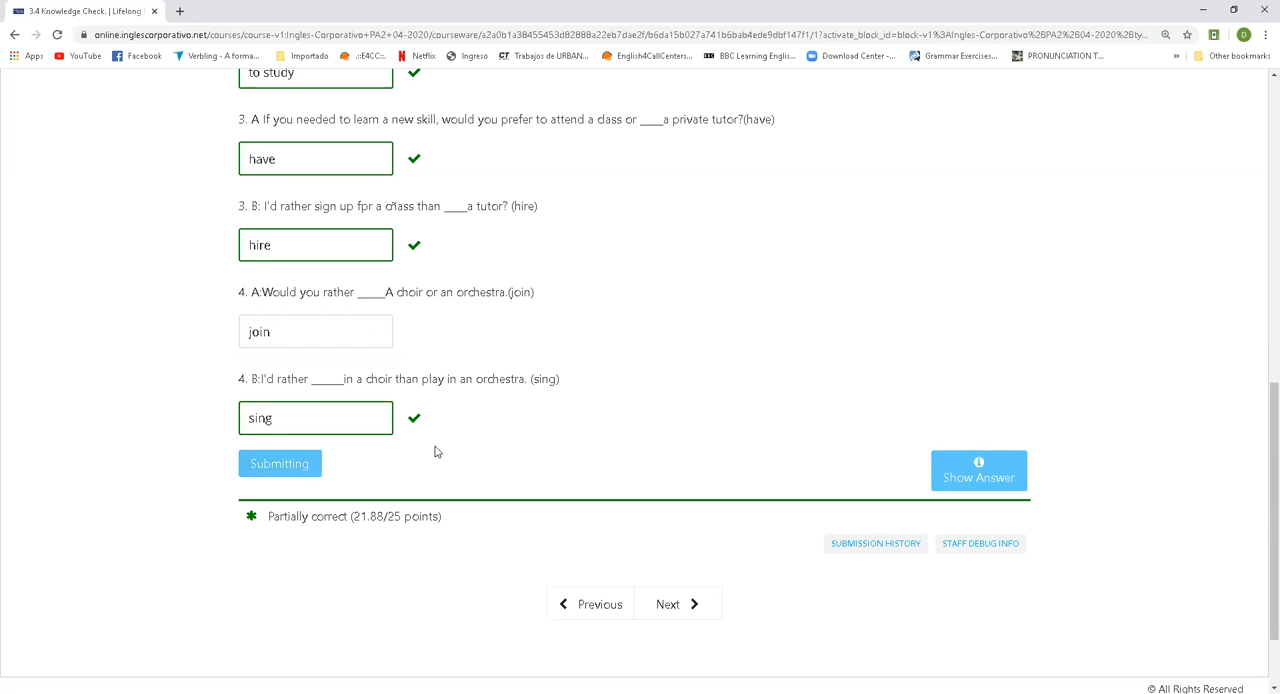 3.4 Knowledge Check. | Lifelong
online.inglescorporativo.net/courses/course-v1:Ingles-Corporativo+PA2+04-2020/courseware/a2a0b1a38455453d82888a22eb7dae2f/b6da15b027a741b6bab4ede9dbf147f1/1?activate_block_id=block-v1%3AIngles-Corporativo%2BPA2%2B04-2020%2Bty...
D
Apps YouTube Facebook Verbling - A forma... Importado .::E4CC::. Netflix Ingreso CT Trabajos de URBAN... English4CallCenters... BBC Learning Englis... Download Center -... Grammar Exercises... PRONUNCIATION T... » Other bookmarks
to study
3. A If you needed to learn a new skill, would you prefer to attend a class or ____a private tutor?(have)
have
3. B: I'd rather sign up fpr a cñass than ____a tutor? (hire)
hire
4. A:Would you rather _____A choir or an orchestra.(join)
join
4. B:I'd rather ______in a choir than play in an orchestra. (sing)
sing
Submitting
Show Answer
Partially correct (21.88/25 points)
SUBMISSION HISTORY STAFF DEBUG INFO
Previous Next
© All Rights Reserved